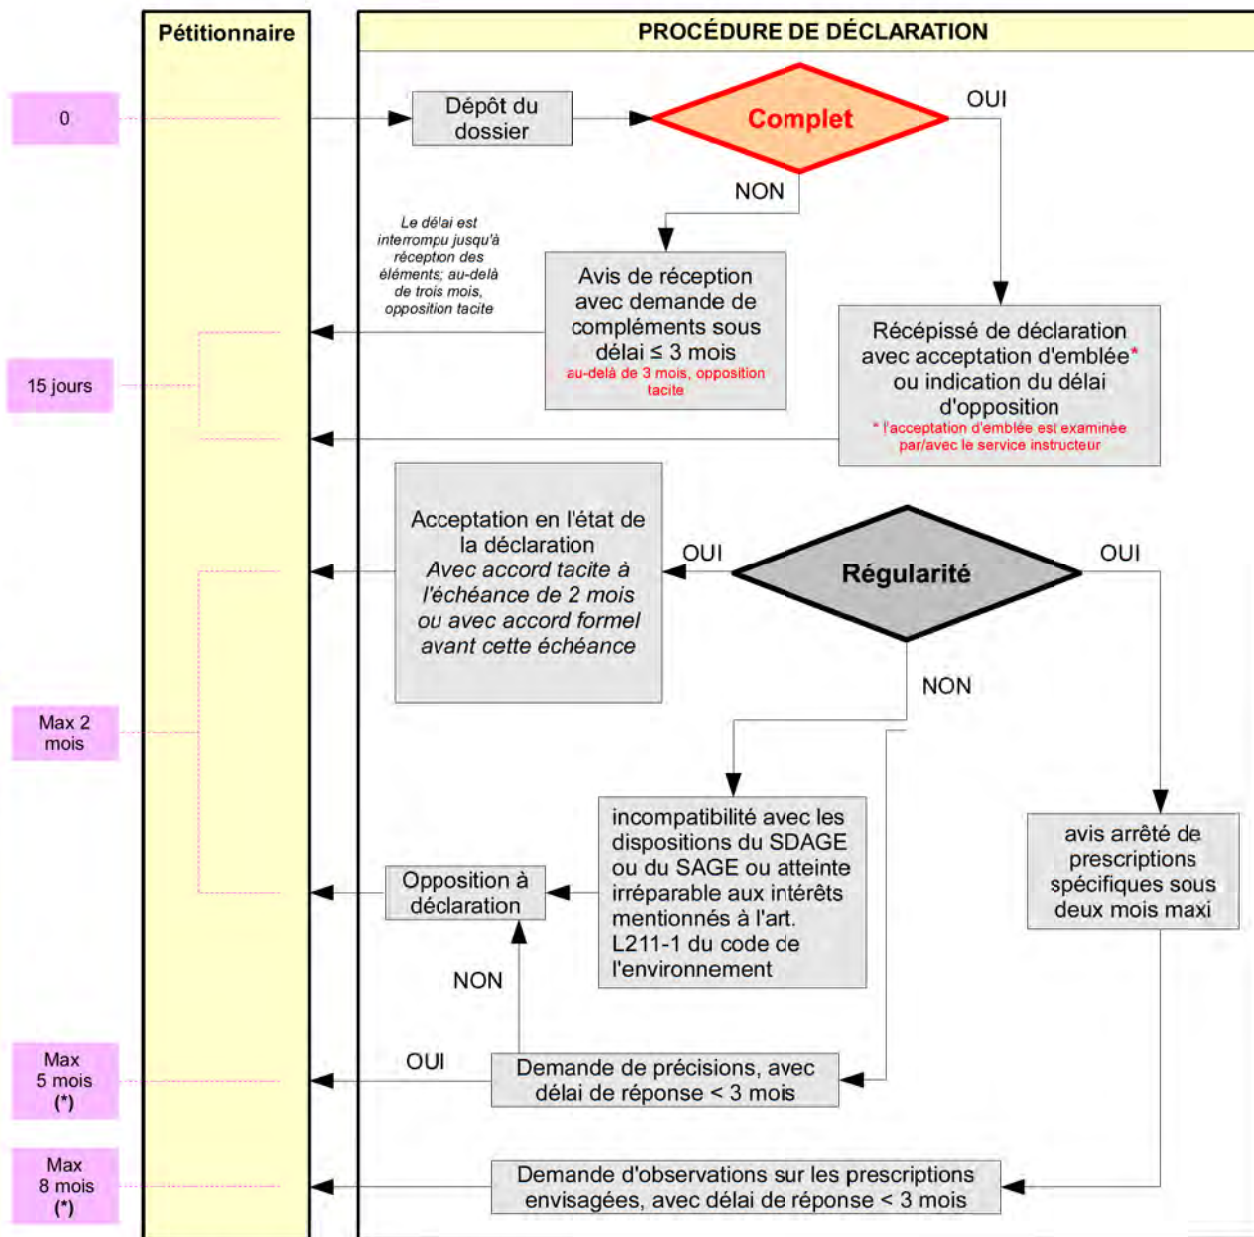 Pétitionnaire
PROCÉDURE DE DÉCLARATION
0
Dépôt du
dossier
Complet
OUI
NON
Le délai est
interrompu jusqu'à
réception des
éléments; au-delà
de trois mois,
opposition tacite
Avis de réception
avec demande de
compléments sous
délai ≤ 3 mois
au-delà de 3 mois, opposition
tacite
Récépissé de déclaration
avec acceptation d'emblée*
ou indication du délai
d'opposition
* l'acceptation d'emblée est examinée
par/avec le service instructeur
15 jours
Acceptation en l'état de
la déclaration
Avec accord tacite à
l'échéance de 2 mois
ou avec accord formel
avant cette échéance
OUI
Régularité
OUI
NON
Max 2
mois
incompatibilité avec les
dispositions du SDAGE
ou du SAGE ou atteinte
irréparable aux intérêts
mentionnés à l'art.
L211-1 du code de
l'environnement
avis arrêté de
prescriptions
spécifiques sous
deux mois maxi
Opposition à
déclaration
NON
Max
5 mois
(*)
OUI
Demande de précisions, avec
délai de réponse < 3 mois
Max
8 mois
(*)
Demande d'observations sur les prescriptions
envisagées, avec délai de réponse < 3 mois